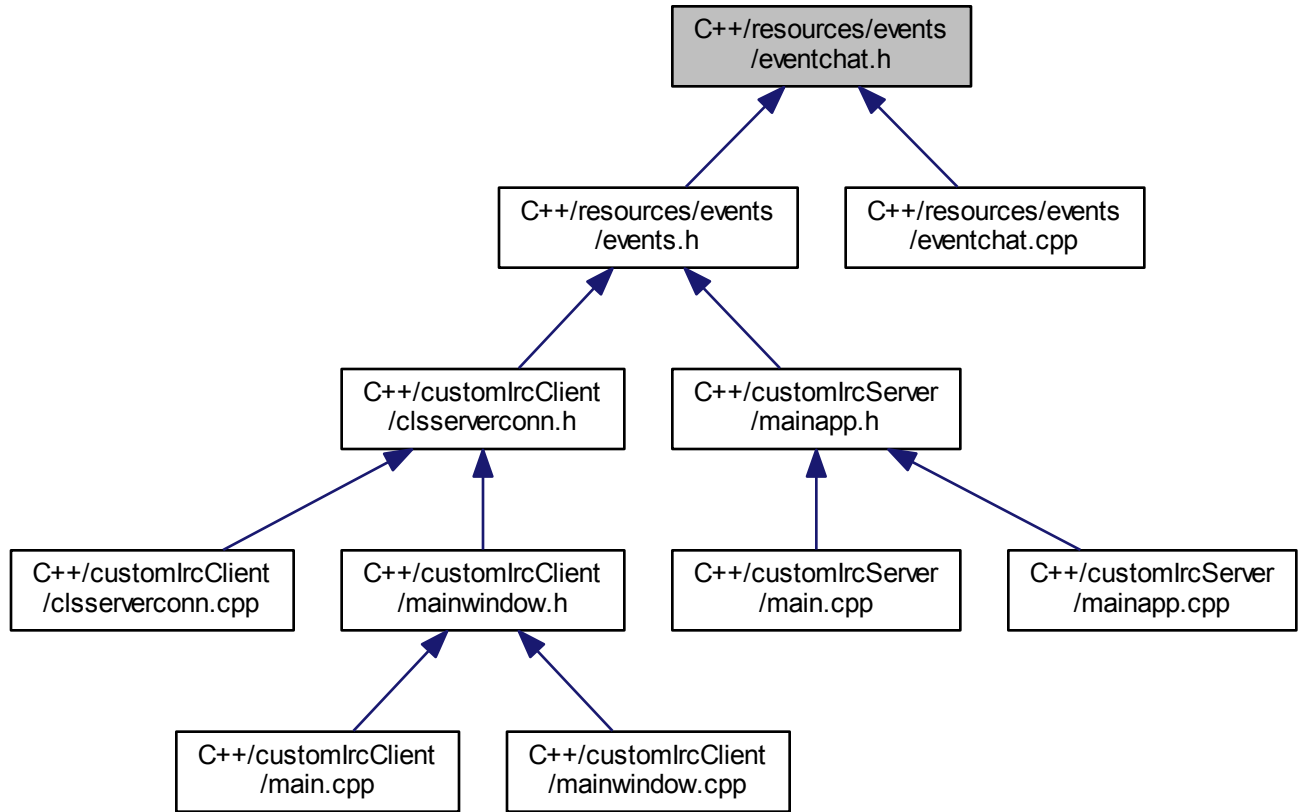 C++/resources/events
/eventchat.h
C++/resources/events
/events.h
C++/resources/events
/eventchat.cpp
C++/customIrcClient
/clsserverconn.h
C++/customIrcServer
/mainapp.h
C++/customIrcClient
/clsserverconn.cpp
C++/customIrcClient
/mainwindow.h
C++/customIrcServer
/main.cpp
C++/customIrcServer
/mainapp.cpp
C++/customIrcClient
/main.cpp
C++/customIrcClient
/mainwindow.cpp